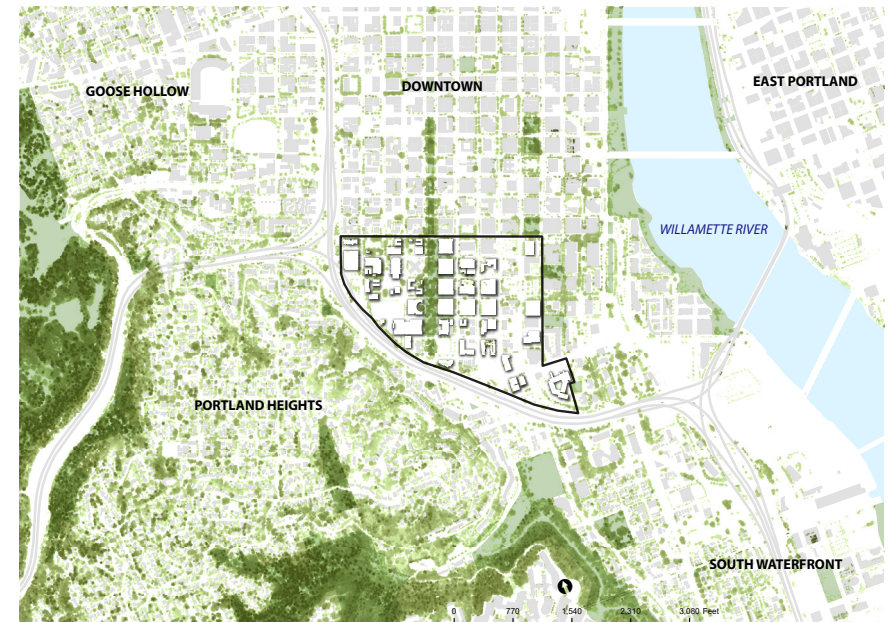 EAST PORTLAND
DOWNTOWN
GOOSE HOLLOW
WILLAMETTE RIVER
PORTLAND HEIGHTS
SOUTH WATERFRONT
0 770 1,540 2,310 3,080 Feet